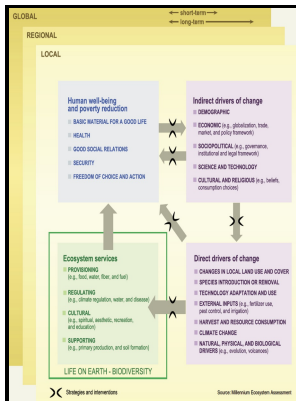 GLOBAL
short-term
long-term
REGIONAL
LOCAL
Human well-being
and poverty reduction
BASIC MATERIAL FOR A GOOD LIFE
HEALTH
GOOD SOCIAL RELATIONS
SECURITY
FREEDOM OF CHOICE AND ACTION
Indirect drivers of change
DEMOGRAPHIC
ECONOMIC (e.g., globalization, trade,
market, and policy framework)
SOCIOPOLITICAL (e.g., governance,
institutional and legal framework)
SCIENCE AND TECHNOLOGY
CULTURAL AND RELIGIOUS (e.g., beliefs,
consumption choices)
Ecosystem services
PROVISIONING
(e.g., food, water, fiber, and fuel)
REGULATING
(e.g., climate regulation, water, and disease)
CULTURAL
(e.g., spiritual, aesthetic, recreation,
and education)
SUPPORTING
(e.g., primary production, and soil formation)
LIFE ON EARTH - BIODIVERSITY
Direct drivers of change
CHANGES IN LOCAL LAND USE AND COVER
SPECIES INTRODUCTION OR REMOVAL
TECHNOLOGY ADAPTATION AND USE
EXTERNAL INPUTS (e.g., fertilizer use,
pest control, and irrigation)
HARVEST AND RESOURCE CONSUMPTION
CLIMATE CHANGE
NATURAL, PHYSICAL, AND BIOLOGICAL
DRIVERS (e.g., evolution, volcanoes)
Strategies and interventions
Source: Millennium Ecosystem Assessment